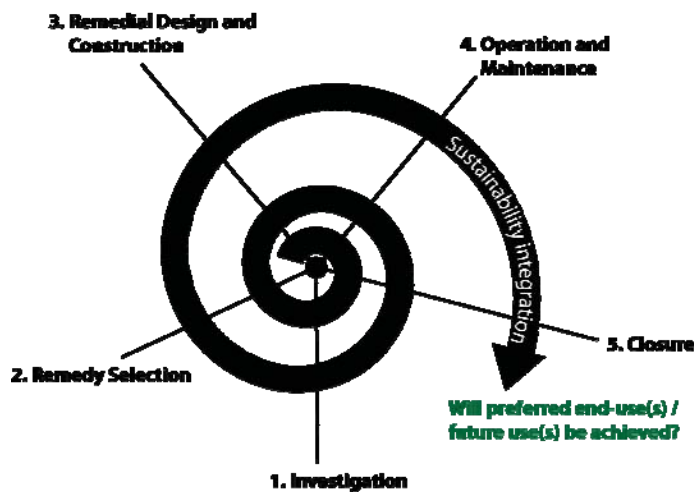 3. Remedial Design and
Construction
4. Operation and
Maintenance
Sustainability integration
5. Closure
2. Remedy Selection
Will preferred end-use(s) /
future use(s) be achieved?
1. Investigation